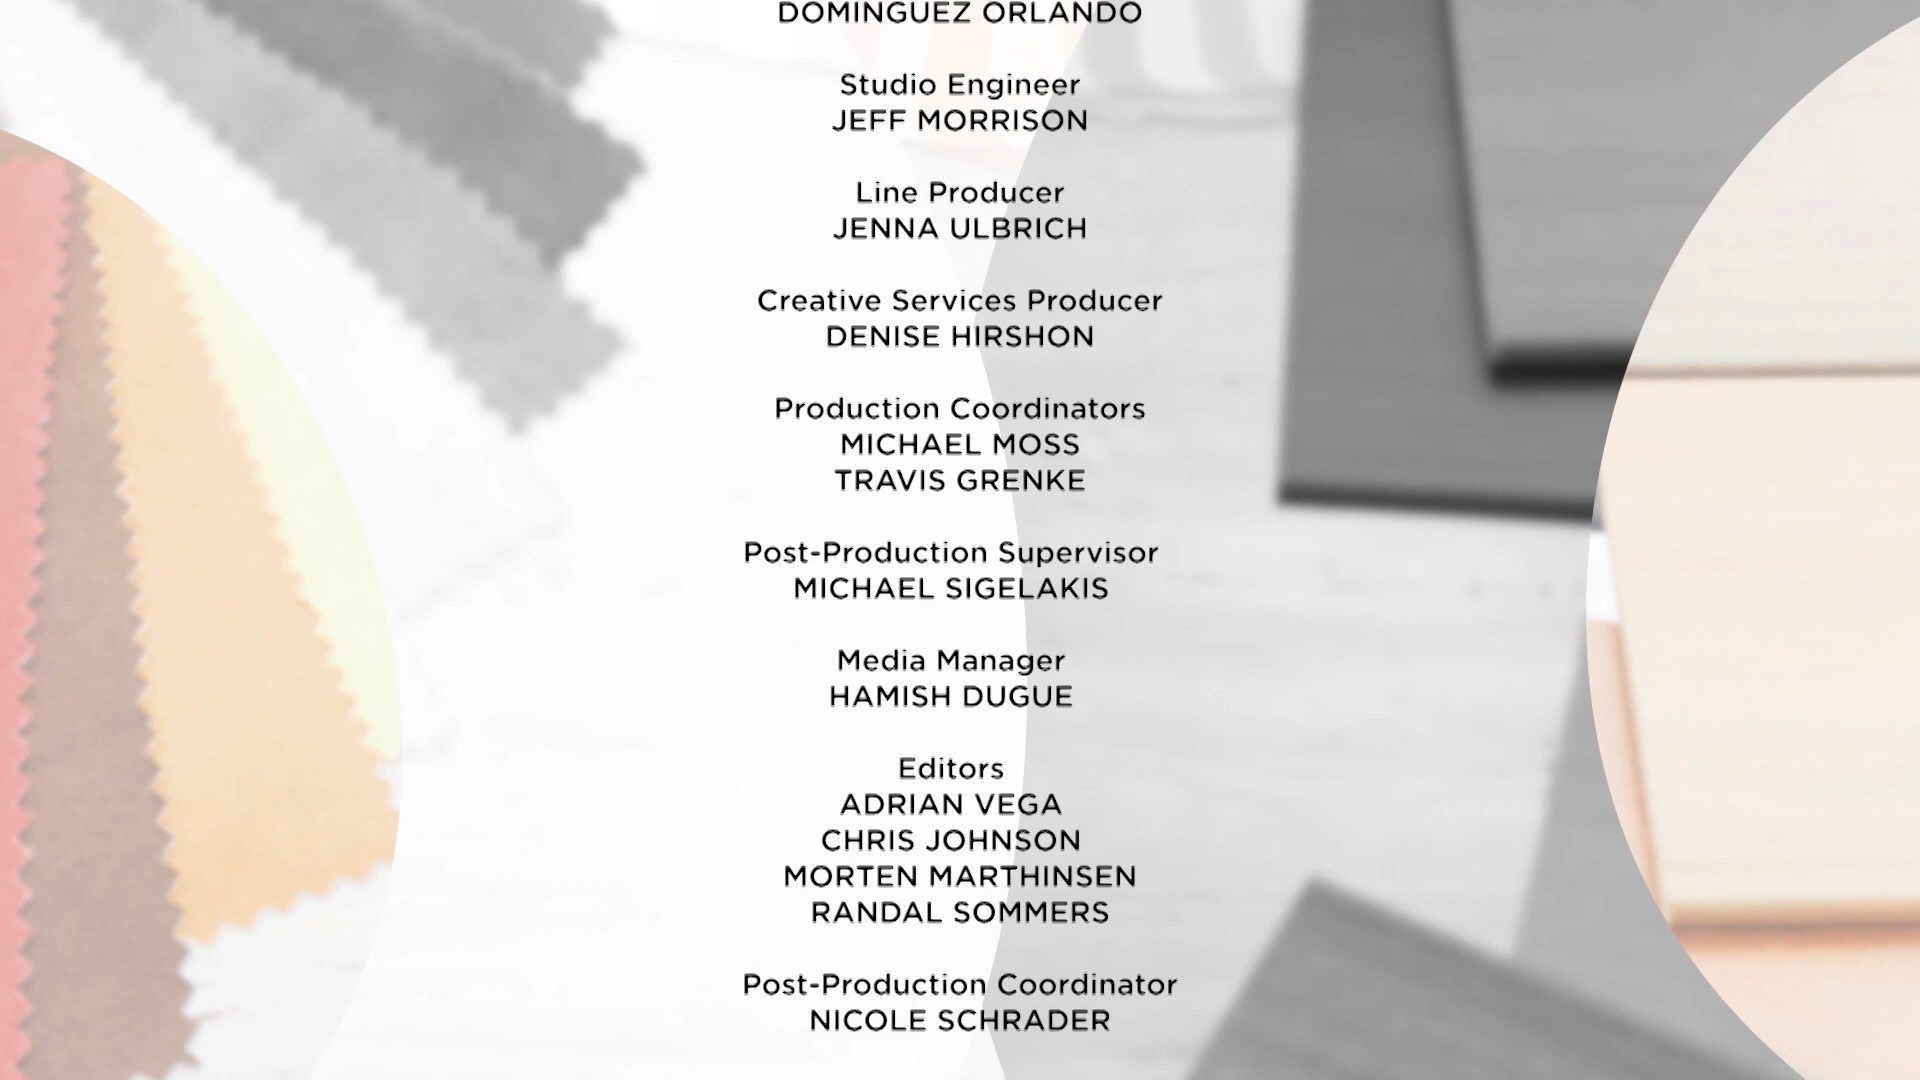 DOMINGUEZ ORLANDO
Studio Engineer
JEFF MORRISON
Line Producer
JENNA ULBRICH
Creative Services Producer
DENISE HIRSHON
Production Coordinators
MICHAEL MOSS
TRAVIS GRENKE
Post-Production Supervisor
MICHAEL SIGELAKIS
Media Manager
HAMISH DUGUE
Editors
ADRIAN VEGA
CHRIS JOHNSON
MORTEN MARTHINSEN
RANDAL SOMMERS
Post-Production Coordinator
NICOLE SCHRADER